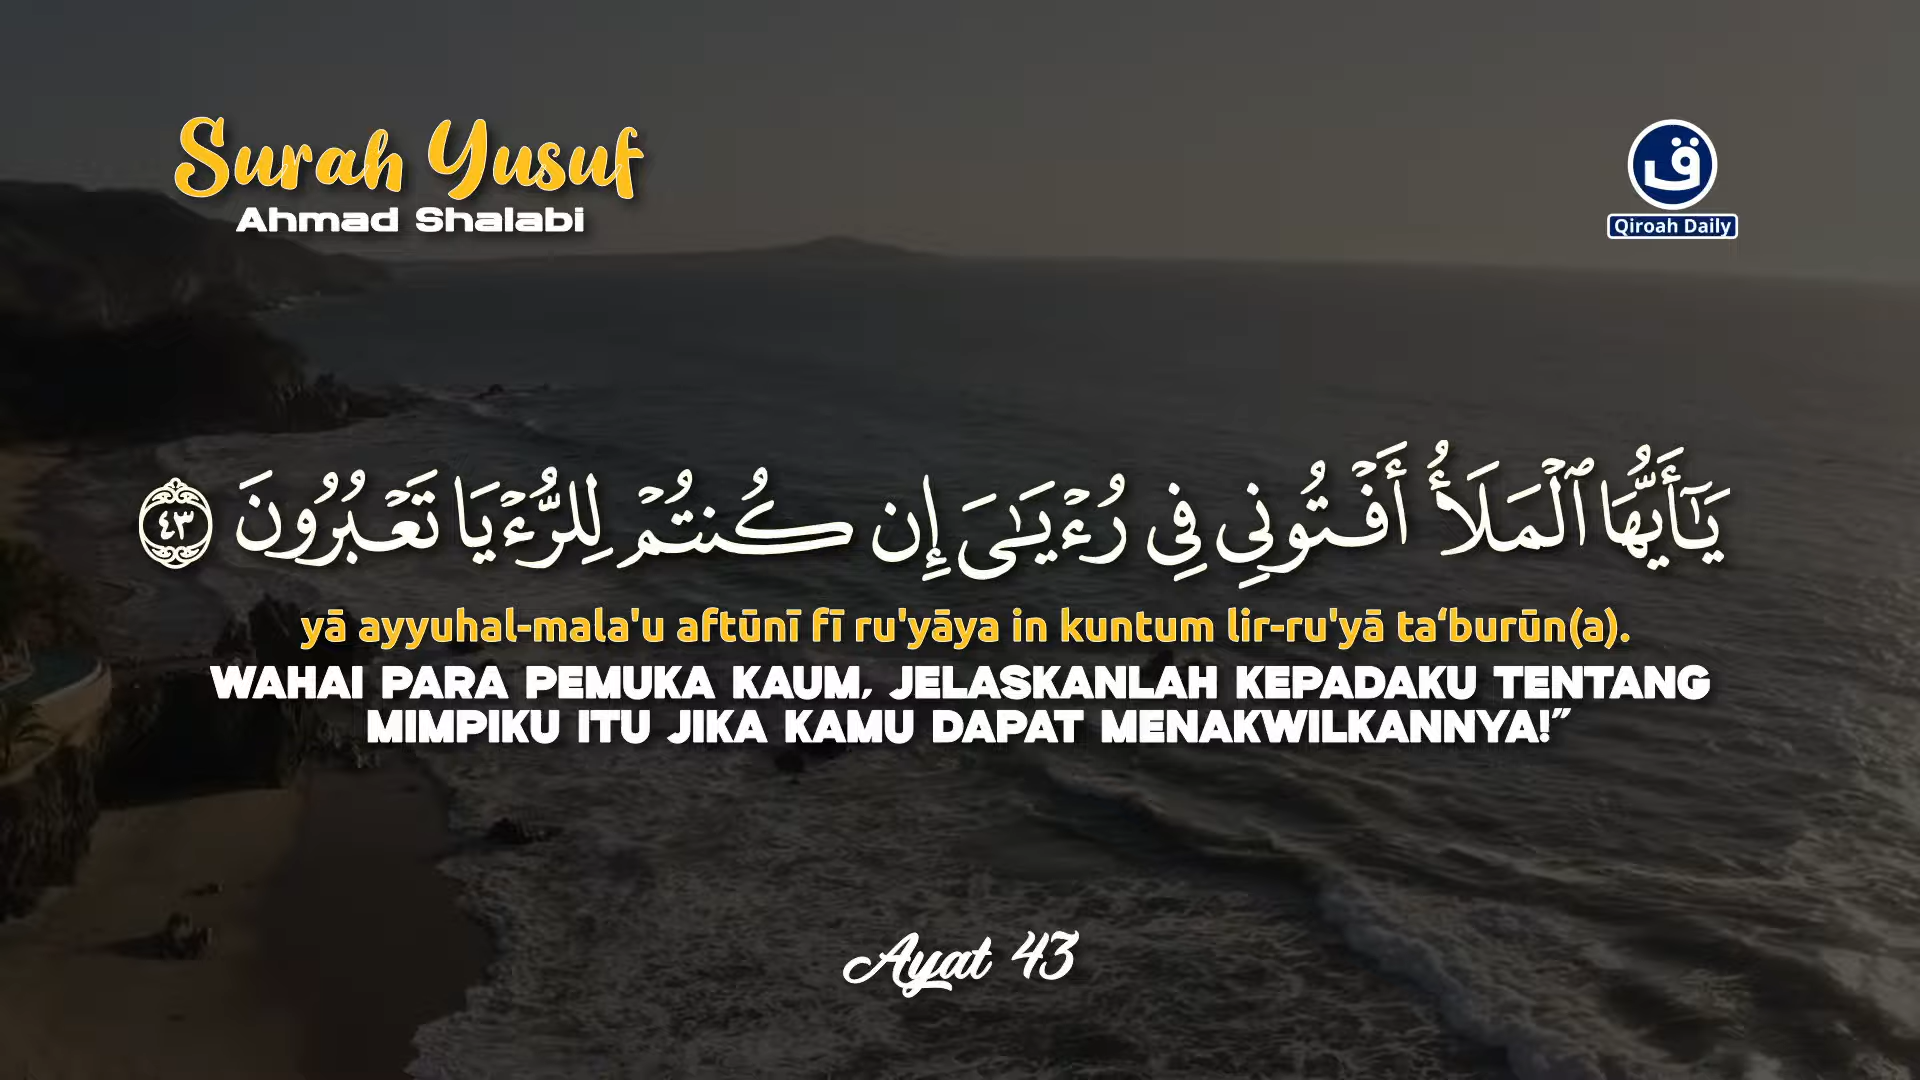 Surah Yusuf
Ahmad Shalabi
ق
Qiroah Daily
يَـٰٓأَيُّهَا ٱلْمَلَأُ أَفْتُونِى فِى رُءْيَـٰىَ إِن كُنتُمْ لِلرُّءْيَا تَعْبُرُونَ ٤٣
yā ayyuhal-mala'u aftūnī fī ru'yāya in kuntum lir-ru'yā ta‘burūn(a).
WAHAI PARA PEMUKA KAUM, JELASKANLAH KEPADAKU TENTANG
MIMPIKU ITU JIKA KAMU DAPAT MENAKWILKANNYA!”
Ayat 43